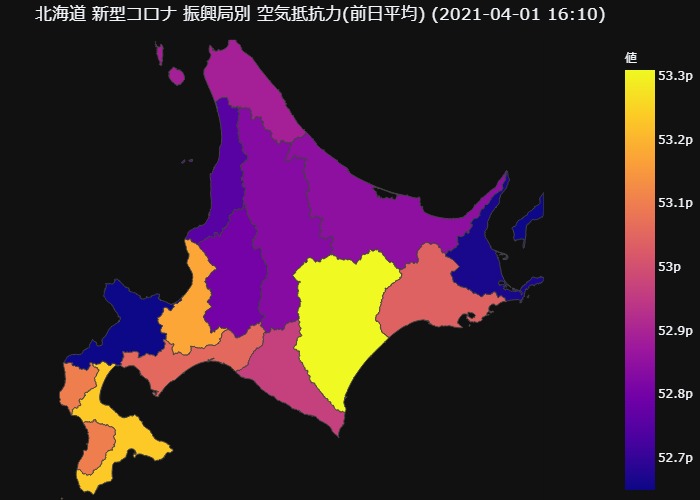 北海道 新型コロナ 振興局別 空気抵抗力(前日平均) (2021-04-01 16:10)
値
53.3p
53.2p
53.1p
53p
52.9p
52.8p
52.7p